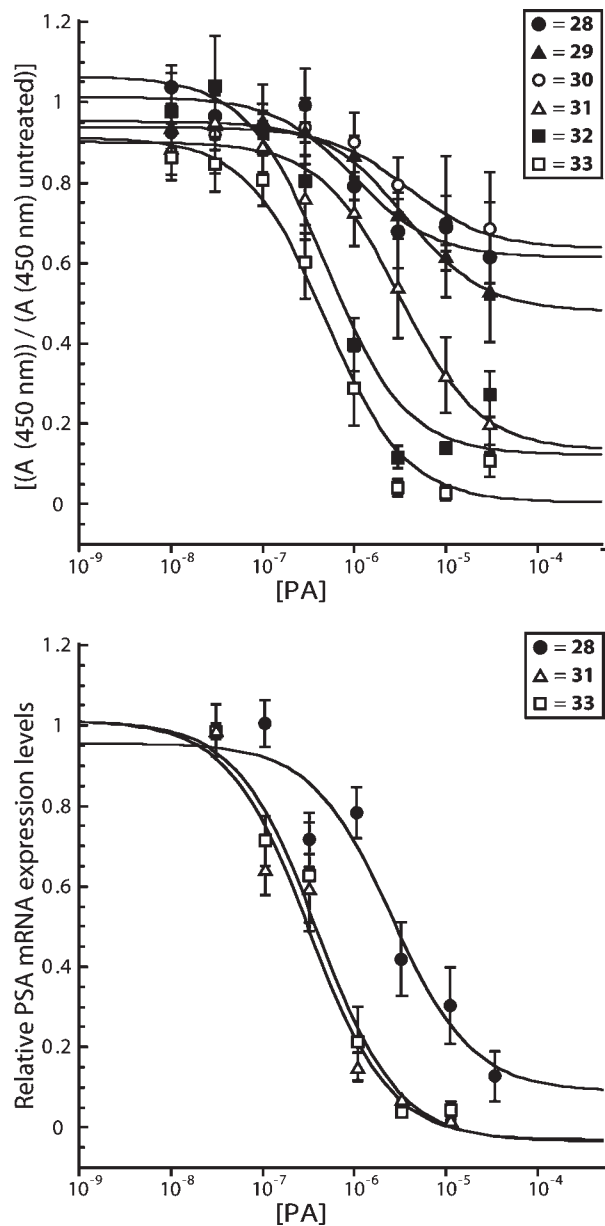 [(A (450 nm)) / (A (450 nm) untreated)]
1.2
1
0.8
0.6
0.4
0.2
0
10⁻⁹ 10⁻⁸ 10⁻⁷ 10⁻⁶ 10⁻⁵ 10⁻⁴
[PA]
● = 28
▲ = 29
○ = 30
△ = 31
■ = 32
□ = 33
Relative PSA mRNA expression levels
1.2
1
0.8
0.6
0.4
0.2
0
10⁻⁹ 10⁻⁸ 10⁻⁷ 10⁻⁶ 10⁻⁵ 10⁻⁴
[PA]
● = 28
△ = 31
□ = 33